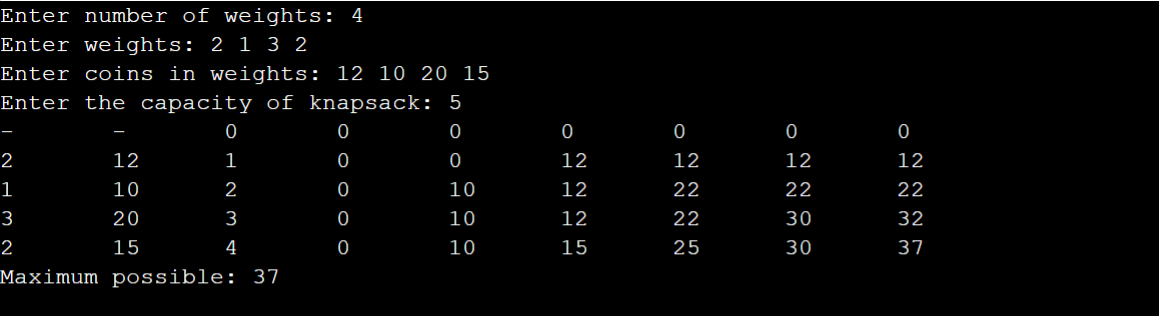 Enter number of weights: 4
Enter weights: 2 1 3 2
Enter coins in weights: 12 10 20 15
Enter the capacity of knapsack: 5
- - 0 0 0 0 0 0 0
2 12 1 0 0 12 12 12 12
1 10 2 0 10 12 22 22 22
3 20 3 0 10 12 22 30 32
2 15 4 0 10 15 25 30 37
Maximum possible: 37